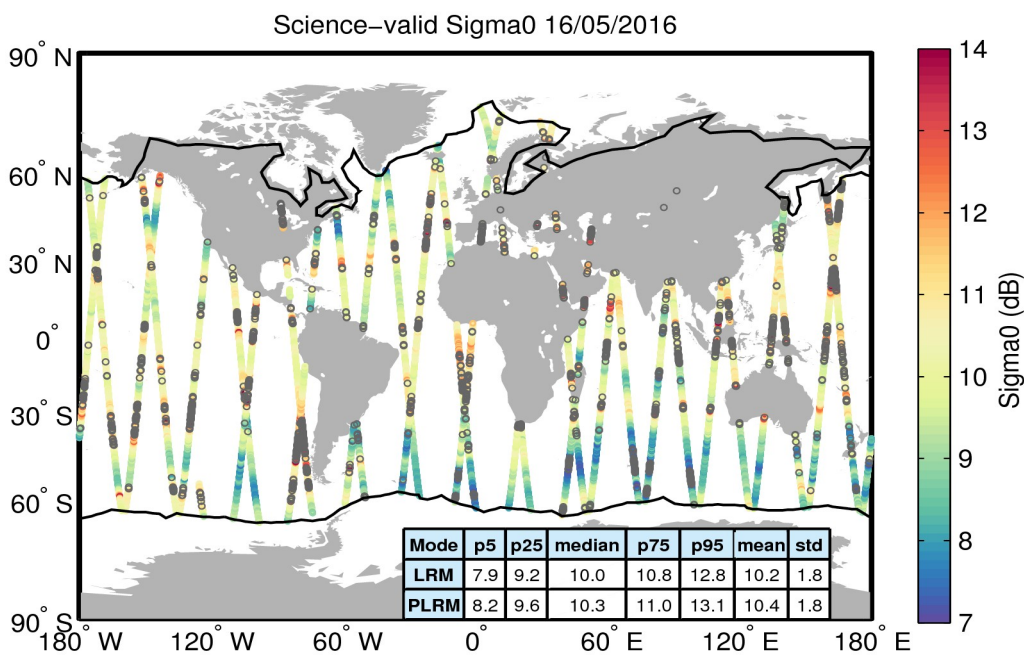 Science−valid Sigma0 16/05/2016
90° N
60° N
30° N
0°
30° S
60° S
90° S
180° W
120° W
60° W
0°
60° E
120° E
180° E
14
13
12
11
10
9
8
7
Sigma0 (dB)
Mode p5 p25 median p75 p95 mean std
LRM 7.9 9.2 10.0 10.8 12.8 10.2 1.8
PLRM 8.2 9.6 10.3 11.0 13.1 10.4 1.8